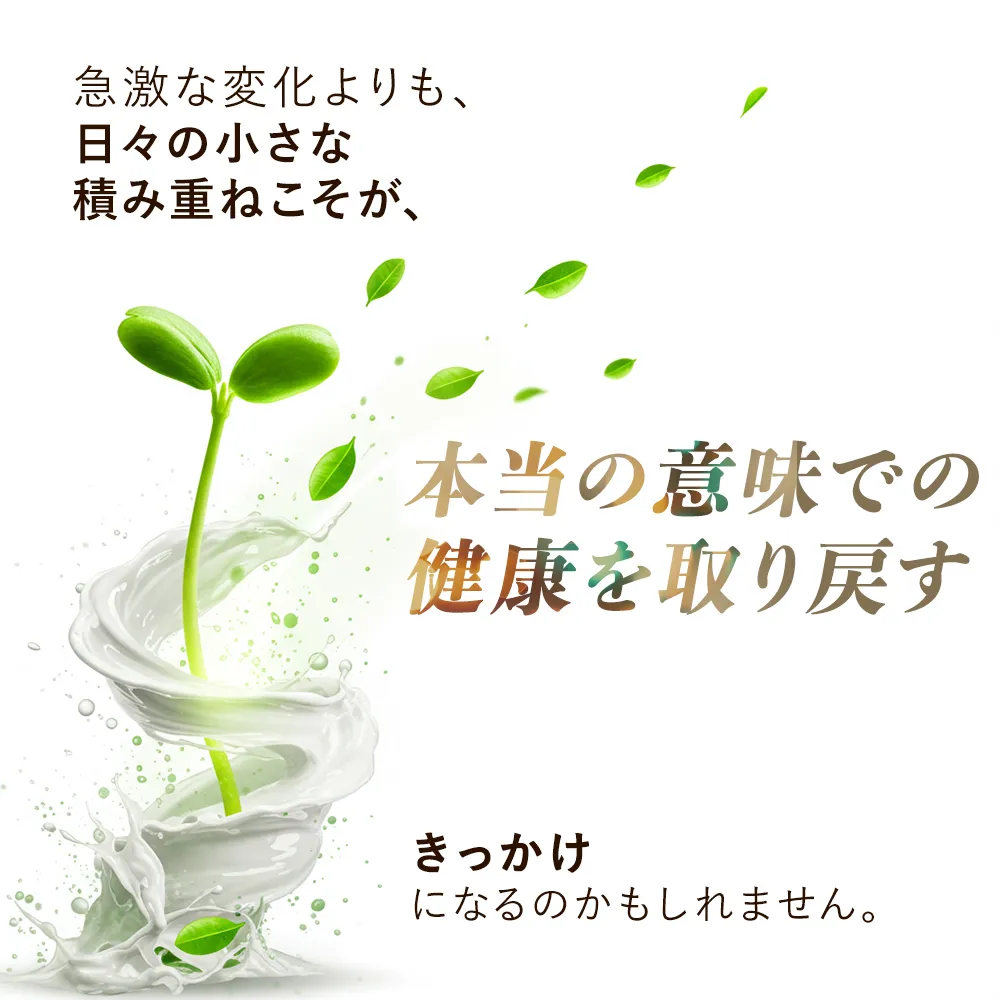 急激な変化よりも、
日々の小さな
積み重ねこそが、
本当の意味での
健康を取り戻す
きっかけ
になるのかもしれません。